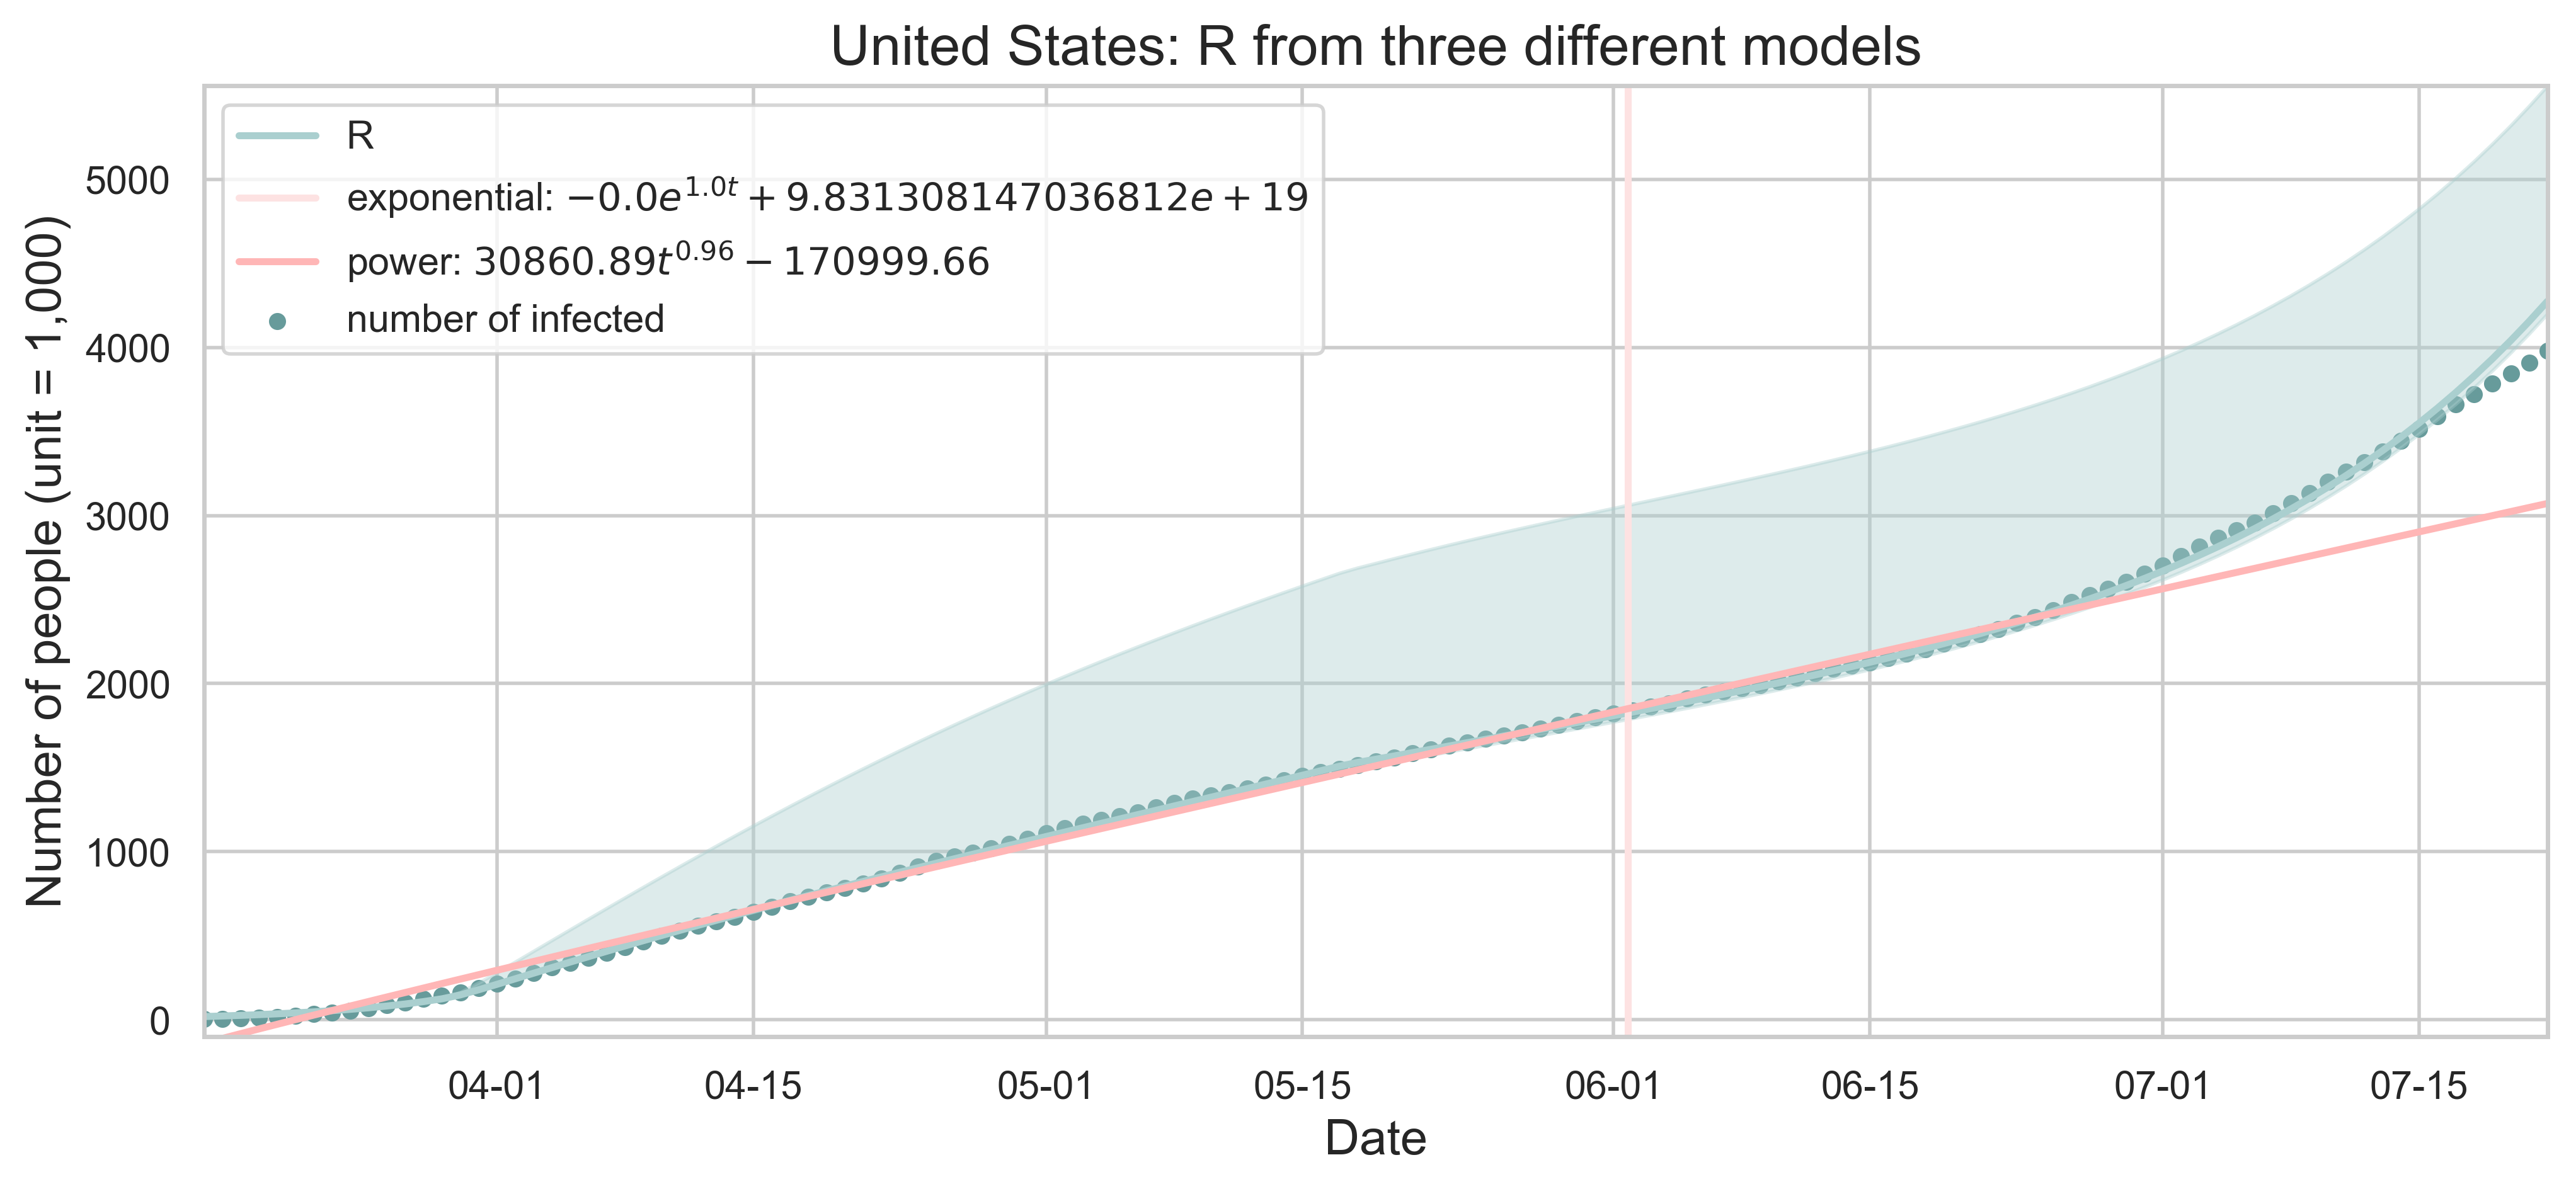 United States: R from three different models
Number of people (unit = 1,000)
5000
4000
3000
2000
1000
0
R
exponential: −0.0e^{1.0t} + 9.831308147036812e + 19
power: 30860.89t^{0.96} − 170999.66
number of infected
04-01 04-15 05-01 05-15 06-01 06-15 07-01 07-15
Date